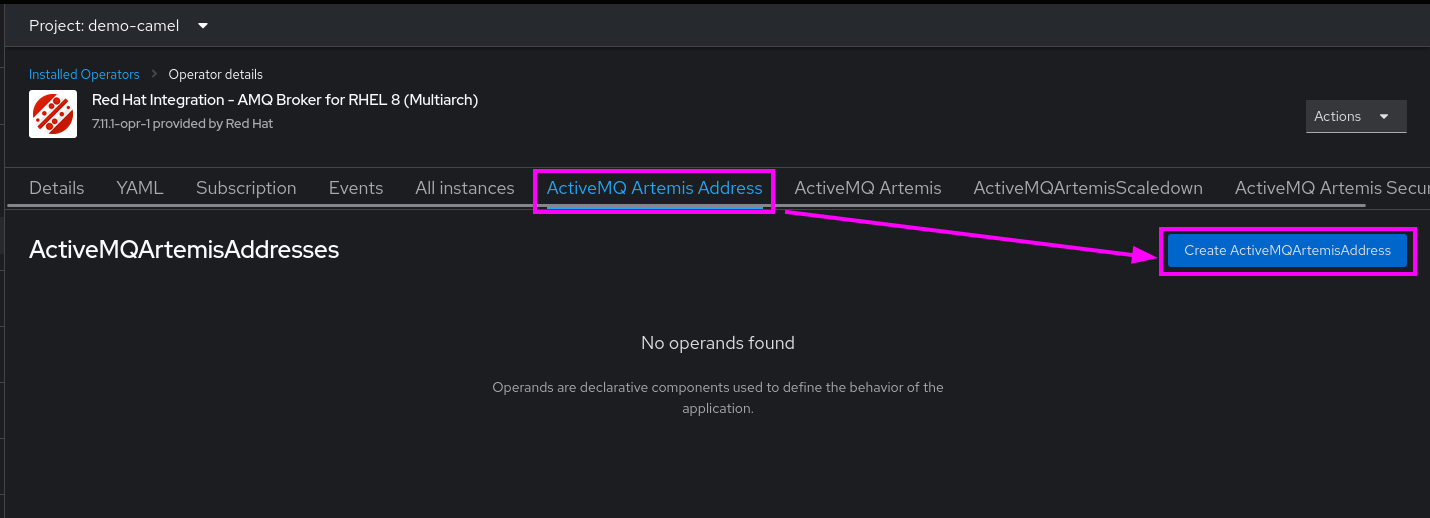 Project: demo-camel
Installed Operators > Operator details
Red Hat Integration - AMQ Broker for RHEL 8 (Multiarch)
7.11.1-opr-1 provided by Red Hat
Actions
Details YAML Subscription Events All instances ActiveMQ Artemis Address ActiveMQ Artemis ActiveMQArtemisScaledown ActiveMQ Artemis Secur
ActiveMQArtemisAddresses
Create ActiveMQArtemisAddress
No operands found
Operands are declarative components used to define the behavior of the
application.